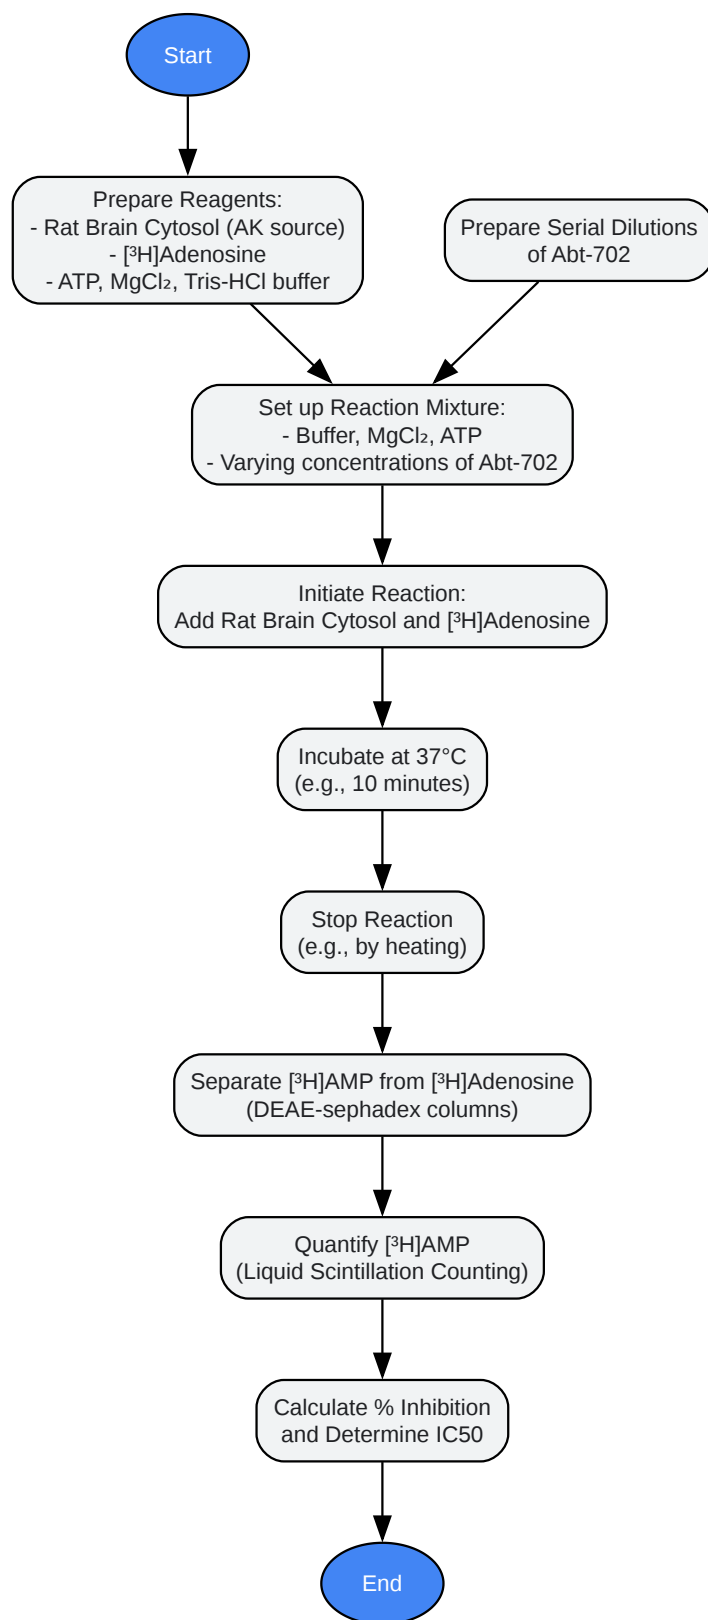 Start
Prepare Reagents:
- Rat Brain Cytosol (AK source)
- [³H]Adenosine
- ATP, MgCl₂, Tris-HCl buffer
Prepare Serial Dilutions
of Abt-702
Set up Reaction Mixture:
- Buffer, MgCl₂, ATP
- Varying concentrations of Abt-702
Initiate Reaction:
Add Rat Brain Cytosol and [³H]Adenosine
Incubate at 37°C
(e.g., 10 minutes)
Stop Reaction
(e.g., by heating)
Separate [³H]AMP from [³H]Adenosine
(DEAE-sephadex columns)
Quantify [³H]AMP
(Liquid Scintillation Counting)
Calculate % Inhibition
and Determine IC50
End